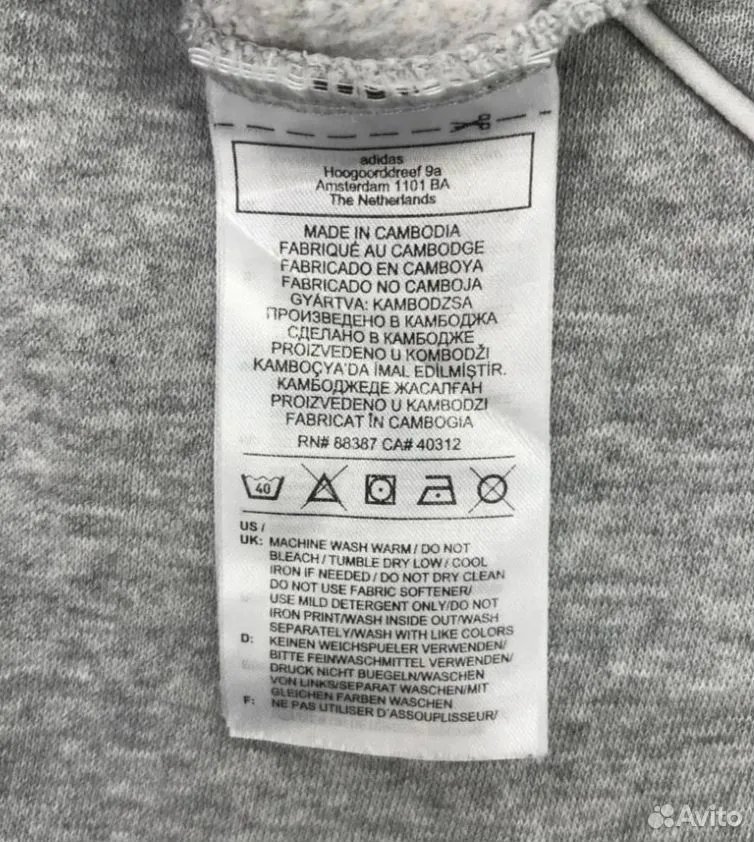 adidas
Hoogoorddreef 9a
Amsterdam 1101 BA
The Netherlands
MADE IN CAMBODIA
FABRIQUÉ AU CAMBODGE
FABRICADO EN CAMBOYA
FABRICADO NO CAMBOJA
GYÁRTVA: KAMBODZSA
ПРОИЗВЕДЕНО В КАМБОДЖА
СДЕЛАНО В КАМБОДЖЕ
PROIZVEDENO U KOMBODŽI
KAMBOÇYA'DA IMAL EDILMIŞTIR.
КАМБОДЖЕДЕ ЖАСАЛҒАН
PROIZVEDENO U KAMBODZI
FABRICAT ÎN CAMBOGIA
RN# 88387 CA# 40312
40
US /
UK: MACHINE WASH WARM / DO NOT
BLEACH / TUMBLE DRY LOW / COOL
IRON IF NEEDED / DO NOT DRY CLEAN
DO NOT USE FABRIC SOFTENER/
USE MILD DETERGENT ONLY/DO NOT
IRON PRINT/WASH INSIDE OUT/WASH
SEPARATELY/WASH WITH LIKE COLORS
D: KEINEN WEICHSPUELER VERWENDEN/
BITTE FEINWASCHMITTEL VERWENDEN/
DRUCK NICHT BUEGELN/WASCHEN
VON LINKS/SEPARAT WASCHEN/MIT
GLEICHEN FARBEN WASCHEN
F: NE PAS UTILISER D'ASSOUPLISSEUR/
Avito